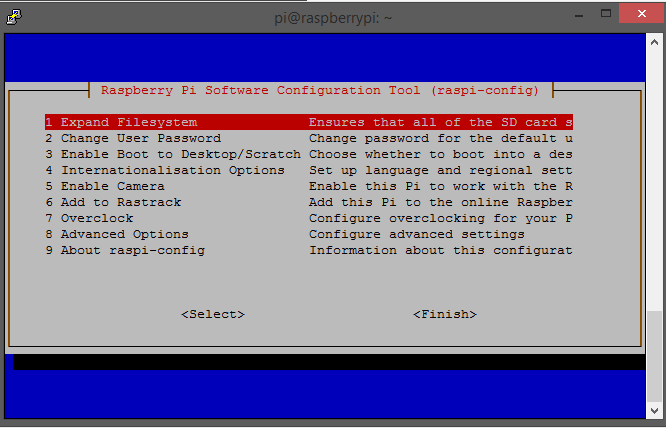 pi@raspberrypi: ~
Raspberry Pi Software Configuration Tool (raspi-config)
1 Expand Filesystem Ensures that all of the SD card s
2 Change User Password Change password for the default u
3 Enable Boot to Desktop/Scratch Choose whether to boot into a des
4 Internationalisation Options Set up language and regional sett
5 Enable Camera Enable this Pi to work with the R
6 Add to Rastrack Add this Pi to the online Raspber
7 Overclock Configure overclocking for your P
8 Advanced Options Configure advanced settings
9 About raspi-config Information about this configurat
<Select> <Finish>